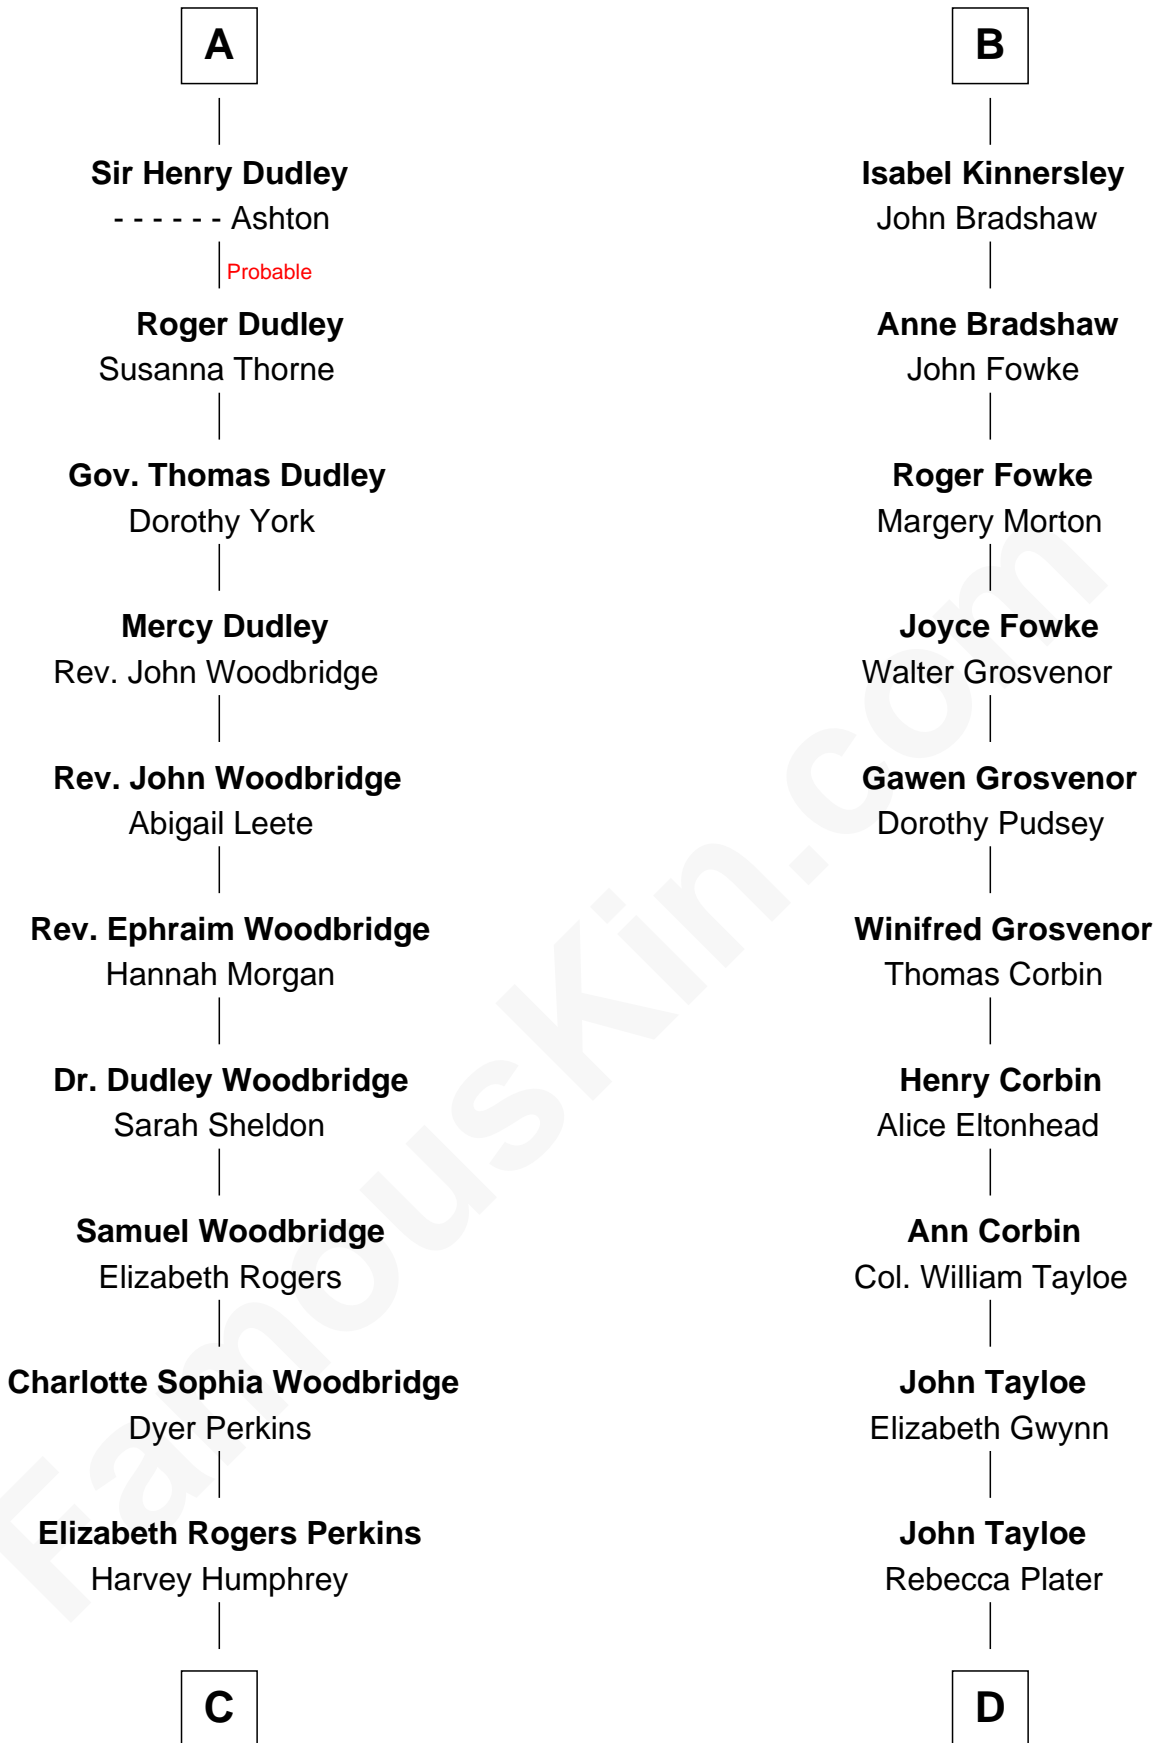 A
Sir Henry Dudley
- - - - - - Ashton
Probable
Roger Dudley
Susanna Thorne
Gov. Thomas Dudley
Dorothy York
Mercy Dudley
Rev. John Woodbridge
Rev. John Woodbridge
Abigail Leete
Rev. Ephraim Woodbridge
Hannah Morgan
Dr. Dudley Woodbridge
Sarah Sheldon
Samuel Woodbridge
Elizabeth Rogers
Charlotte Sophia Woodbridge
Dyer Perkins
Elizabeth Rogers Perkins
Harvey Humphrey
C
B
Isabel Kinnersley
John Bradshaw
Anne Bradshaw
John Fowke
Roger Fowke
Margery Morton
Joyce Fowke
Walter Grosvenor
Gawen Grosvenor
Dorothy Pudsey
Winifred Grosvenor
Thomas Corbin
Henry Corbin
Alice Eltonhead
Ann Corbin
Col. William Tayloe
John Tayloe
Elizabeth Gwynn
John Tayloe
Rebecca Plater
D
FamousKin.com